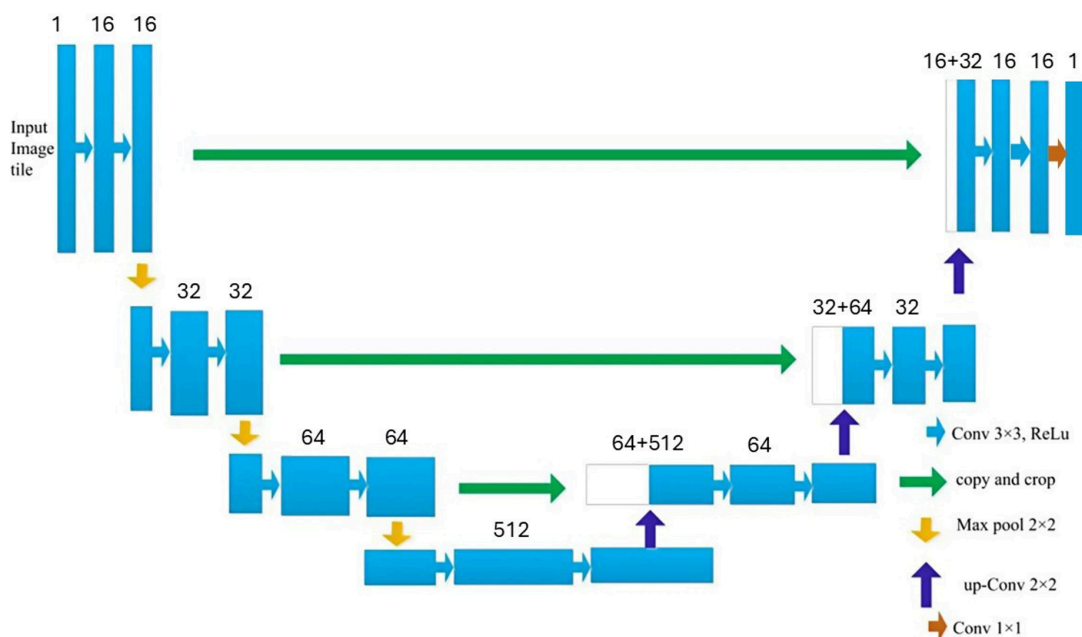 1 16 16
16+32 16 16 1
Input
Image
tile
32 32
32+64 32
64 64
64+512 64
512
Conv 3×3, ReLu
copy and crop
Max pool 2×2
up-Conv 2×2
Conv 1×1